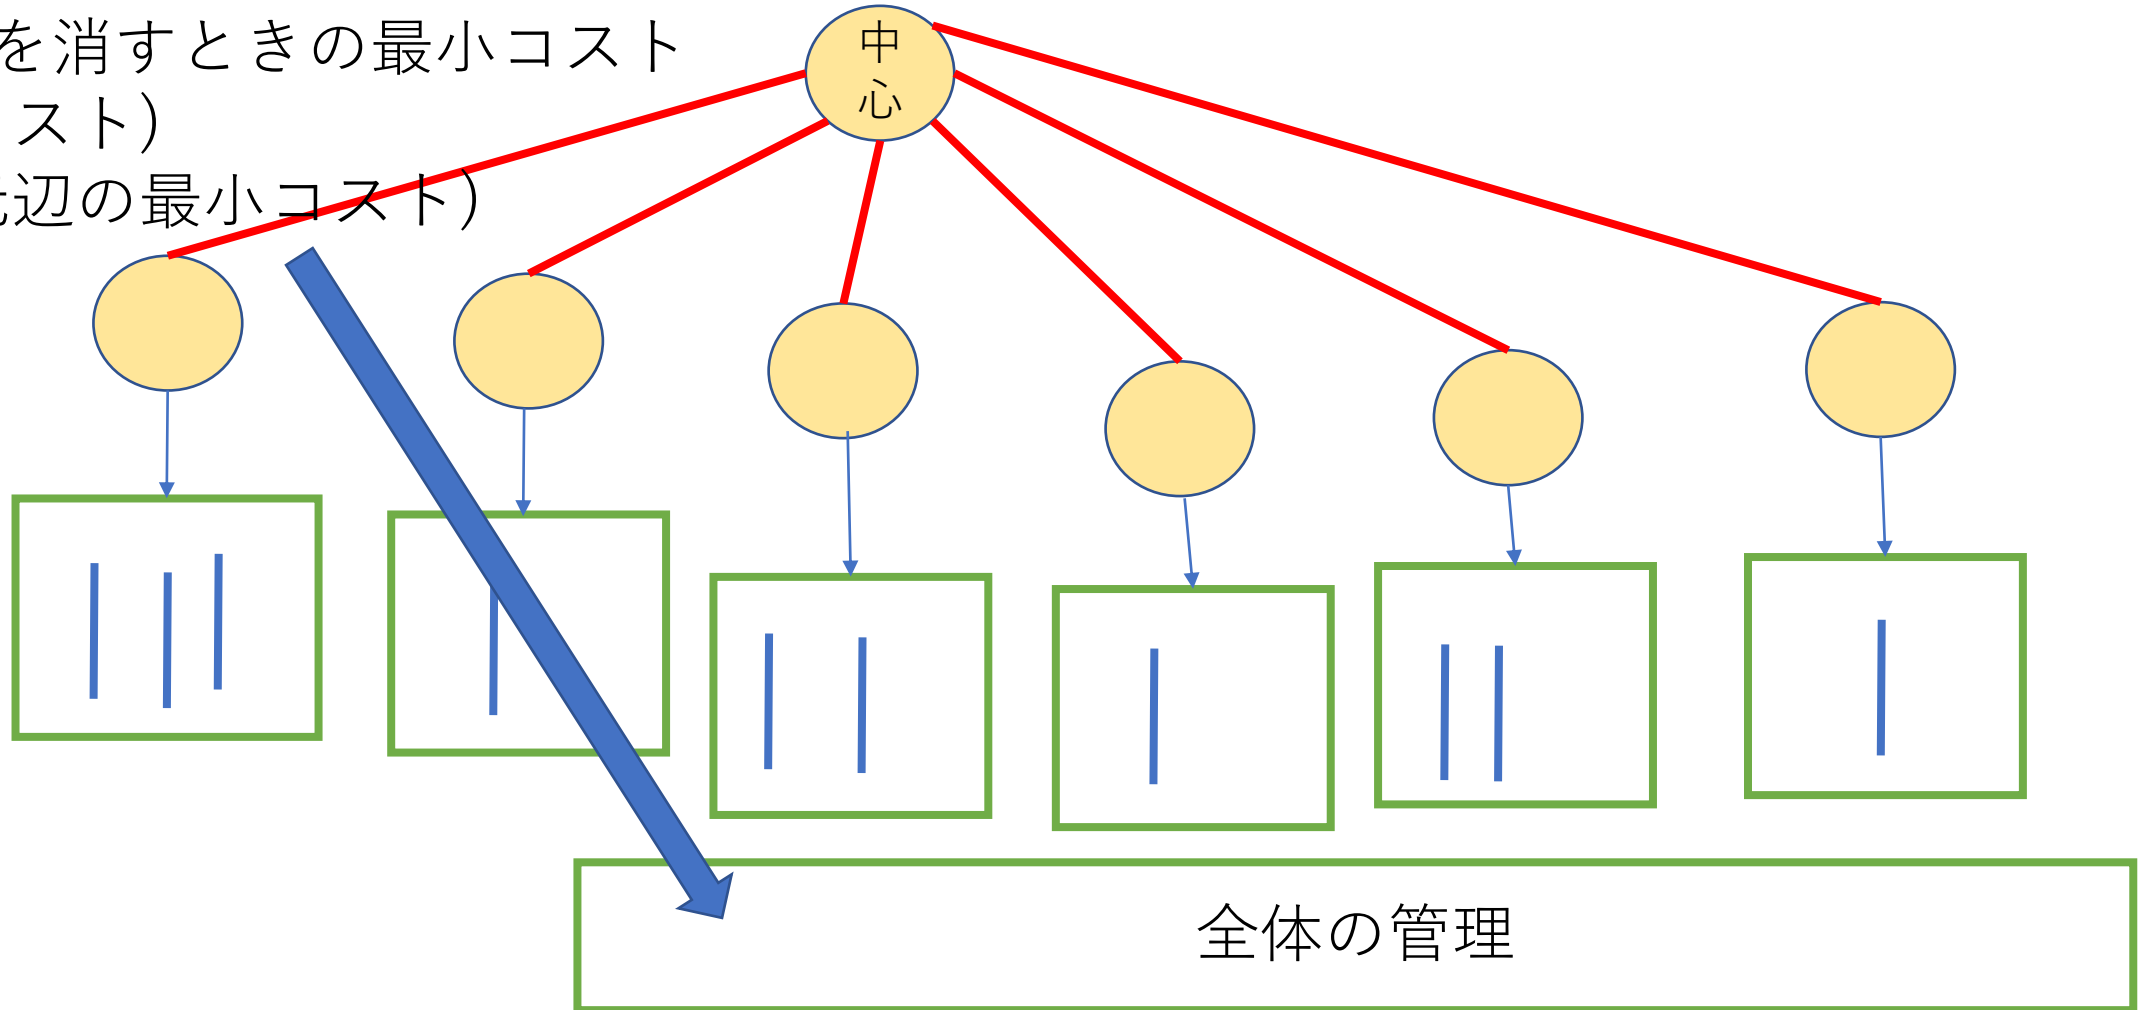 を消すときの最小コスト
スト)
辺の最小コスト)
中
心
全体の管理